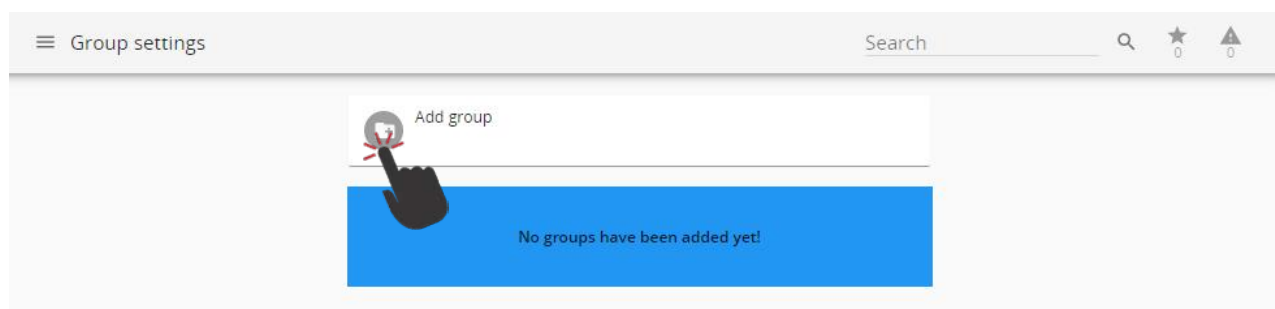 Group settings
Search
0
0
Add group
No groups have been added yet!